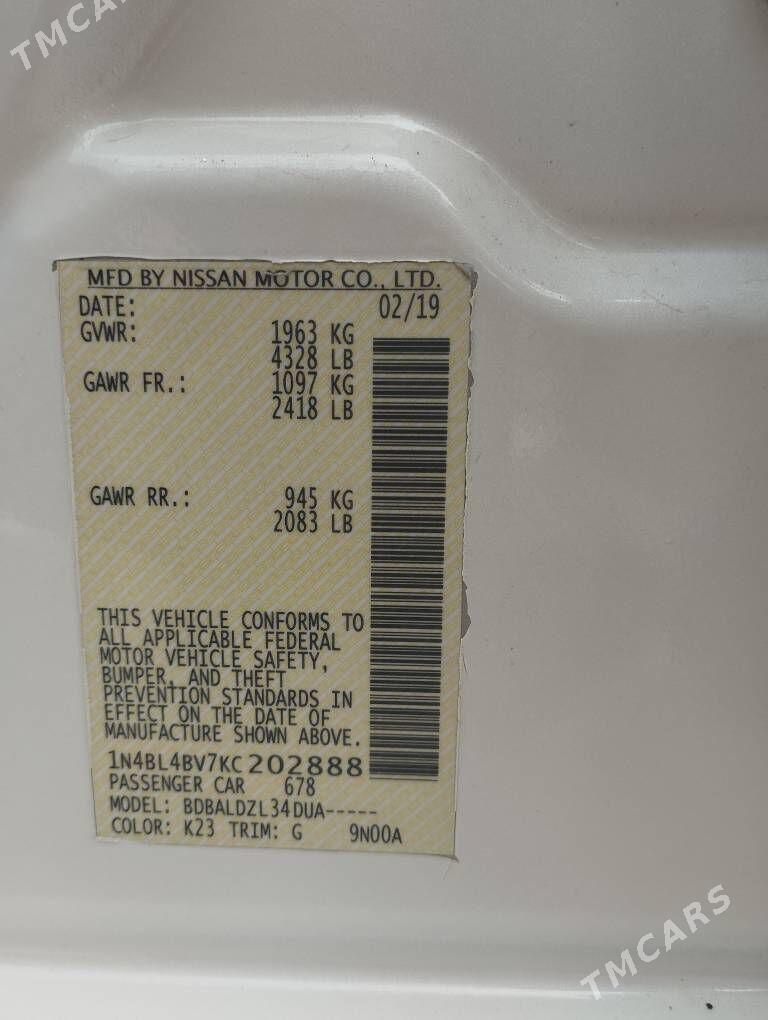 TMCARS
MFD BY NISSAN MOTOR CO., LTD.
DATE: 02/19
GVWR: 1963 KG
4328 LB
GAWR FR.: 1097 KG
2418 LB
GAWR RR.: 945 KG
2083 LB
THIS VEHICLE CONFORMS TO
ALL APPLICABLE FEDERAL
MOTOR VEHICLE SAFETY,
BUMPER, AND THEFT
PREVENTION STANDARDS IN
EFFECT ON THE DATE OF
MANUFACTURE SHOWN ABOVE.
1N4BL4BV7KC202888
PASSENGER CAR 678
MODEL: BDBALDZL34DUA-----
COLOR: K23 TRIM: G 9N00A
TMCARS